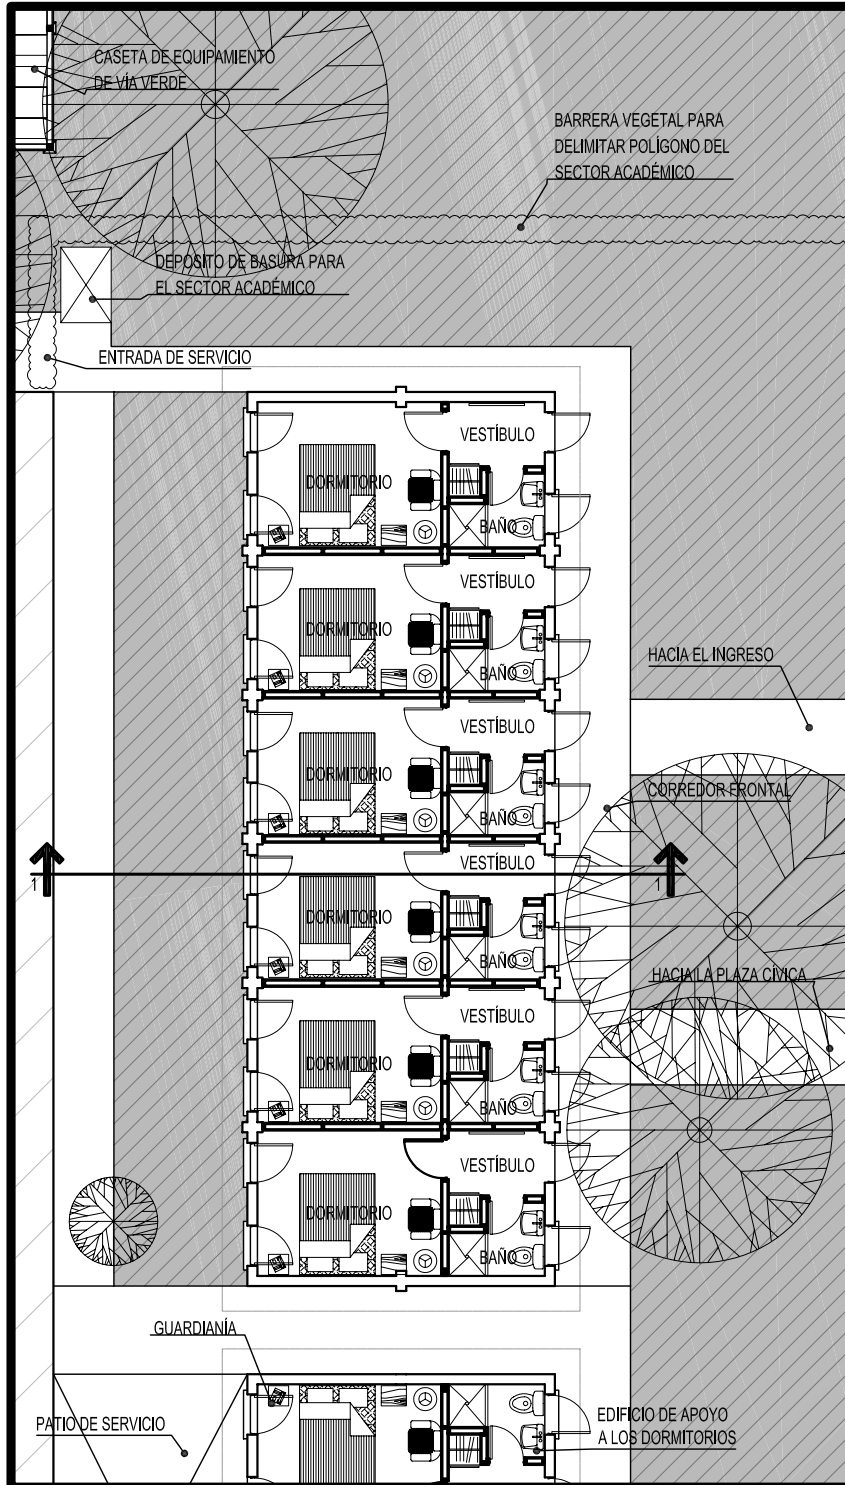 CASETA DE EQUIPAMIENTO
DE VÍA VERDE
BARRERA VEGETAL PARA
DELIMITAR POLÍGONO DEL
SECTOR ACADÉMICO
DEPÓSITO DE BASURA PARA
EL SECTOR ACADÉMICO
ENTRADA DE SERVICIO
VESTÍBULO
DORMITORIO
BAÑO
VESTÍBULO
DORMITORIO
BAÑO
HACIA EL INGRESO
VESTÍBULO
DORMITORIO
CORREDOR FRONTAL
BAÑO
VESTÍBULO
1
1
DORMITORIO
BAÑO
HACIA LA PLAZA CÍVICA
VESTÍBULO
DORMITORIO
BAÑO
VESTÍBULO
DORMITORIO
BAÑO
GUARDIANÍA
PATIO DE SERVICIO
EDIFICIO DE APOYO
A LOS DORMITORIOS